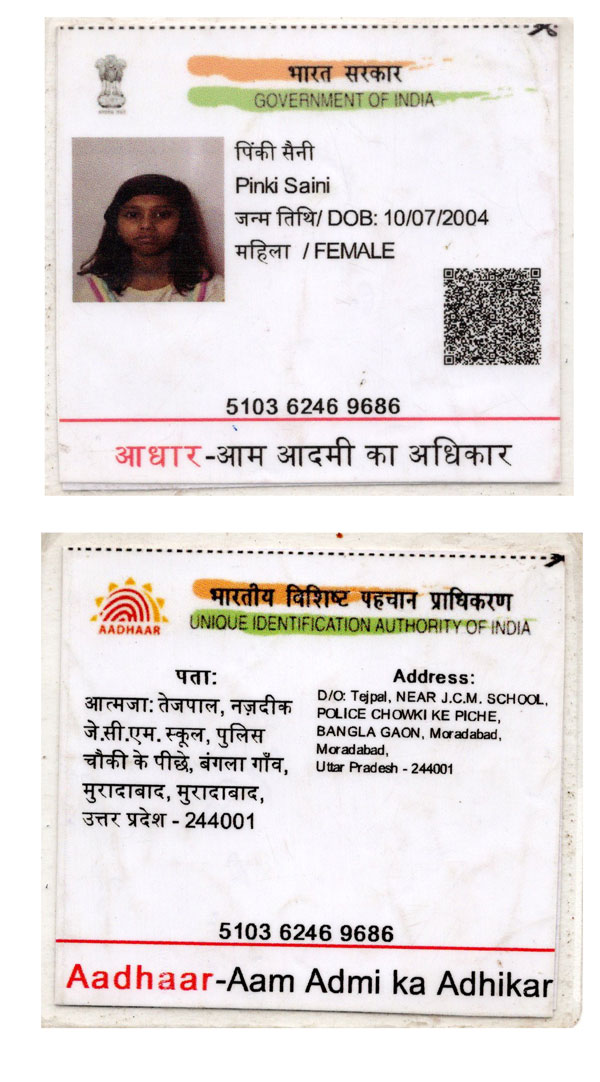 भारत सरकार
GOVERNMENT OF INDIA
पिंकी सैनी
Pinki Saini
जन्म तिथि/ DOB: 10/07/2004
महिला / FEMALE
5103 6246 9686
आधार-आम आदमी का अधिकार
भारतीय विशिष्ट पहचान प्राधिकरण
UNIQUE IDENTIFICATION AUTHORITY OF INDIA
AADHAAR
पता:
आत्मजा: तेजपाल, नज़दीक
जे.सी.एम. स्कूल, पुलिस
चौकी के पीछे, बंगला गाँव,
मुरादाबाद, मुरादाबाद,
उत्तर प्रदेश - 244001
Address:
D/O: Tejpal, NEAR J.C.M. SCHOOL,
POLICE CHOWKI KE PICHE,
BANGLA GAON, Moradabad,
Moradabad,
Uttar Pradesh - 244001
5103 6246 9686
Aadhaar-Aam Admi ka Adhikar